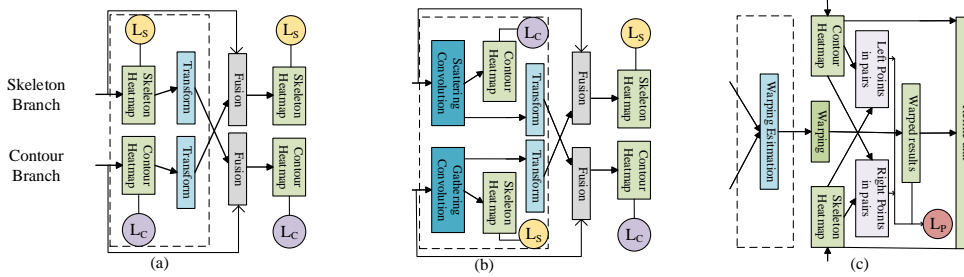 Skeleton
Branch
Contour
Branch
L_S
Skeleton
Heatmap
Transform
Fusion
L_S
Skeleton
Heatmap
Contour
Heatmap
Transform
Fusion
Contour
Heatmap
L_C
L_C
(a)
Scattering
Convolution
L_C
Contour
Heatmap
Transform
Fusion
L_S
Skeleton
Heatmap
Gathering
Convolution
Skeleton
Heatmap
L_S
Transform
Fusion
Contour
Heatmap
L_C
(b)
Warping Esitmation
Contour
Heatmap
Warping
Skeleton
Heatmap
Left Points
in pairs
Right Points
in pairs
Warped results
L_P
(c)